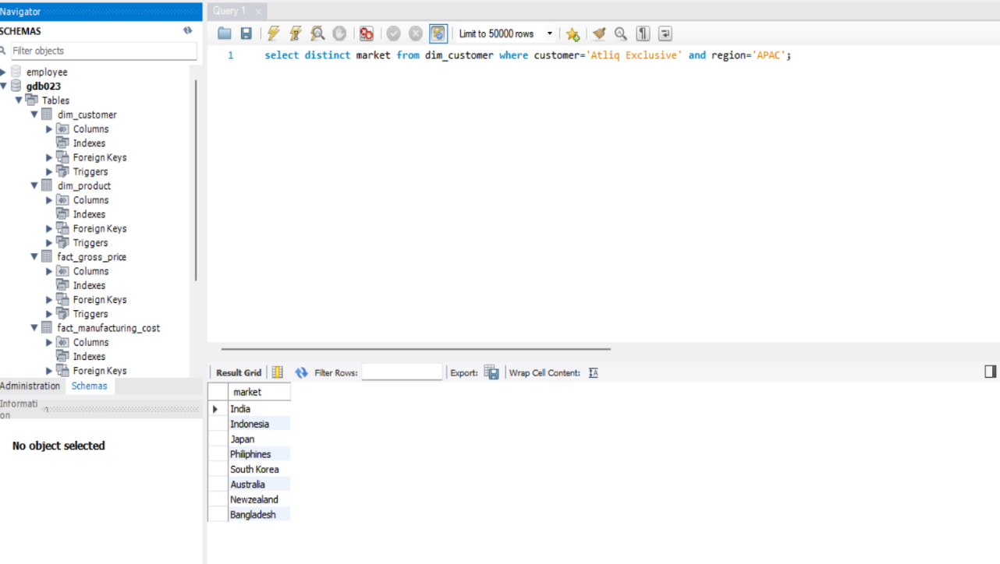 Navigator
Query 1
SCHEMAS
Limit to 50000 rows
Filter objects
1 select distinct market from dim_customer where customer='Atliq Exclusive' and region='APAC';
employee
gdb023
Tables
dim_customer
Columns
Indexes
Foreign Keys
Triggers
dim_product
Columns
Indexes
Foreign Keys
Triggers
fact_gross_price
Columns
Indexes
Foreign Keys
Triggers
fact_manufacturing_cost
Columns
Indexes
Foreign Keys
Administration Schemas
Informati
on
No object selected
Result Grid Filter Rows: Export: Wrap Cell Content:
market
India
Indonesia
Japan
Philiphines
South Korea
Australia
Newzealand
Bangladesh